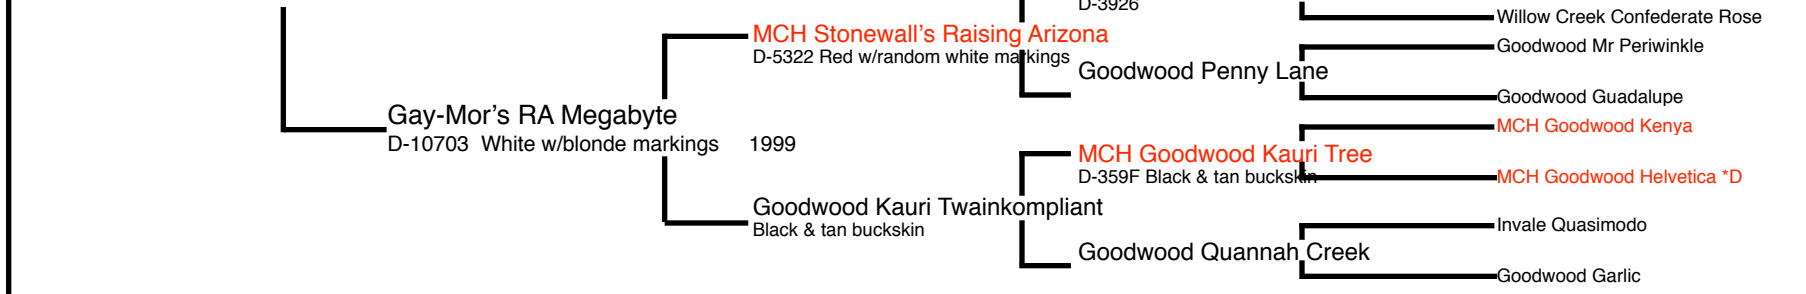 D-3926
Willow Creek Confederate Rose
MCH Stonewall's Raising Arizona
D-5322 Red w/random white markings
Goodwood Mr Periwinkle
Goodwood Penny Lane
Goodwood Guadalupe
Gay-Mor's RA Megabyte
D-10703 White w/blonde markings 1999
MCH Goodwood Kenya
MCH Goodwood Kauri Tree
D-359F Black & tan buckskin
MCH Goodwood Helvetica *D
Goodwood Kauri Twainkompliant
Black & tan buckskin
Invale Quasimodo
Goodwood Quannah Creek
Goodwood Garlic